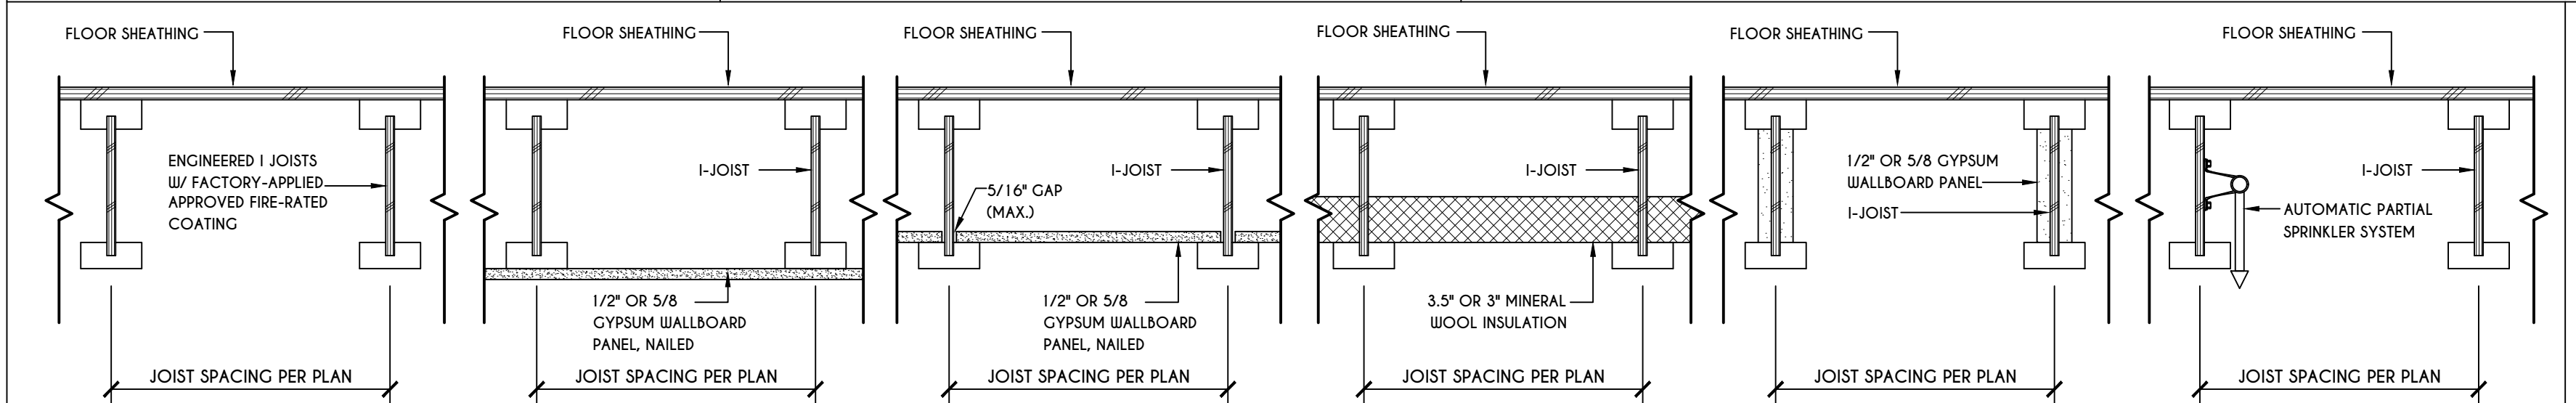 FLOOR SHEATHING
ENGINEERED I JOISTS
W/ FACTORY-APPLIED
APPROVED FIRE-RATED
COATING
JOIST SPACING PER PLAN
FLOOR SHEATHING
I-JOIST
1/2" OR 5/8
GYPSUM WALLBOARD
PANEL, NAILED
JOIST SPACING PER PLAN
FLOOR SHEATHING
I-JOIST
5/16" GAP
(MAX.)
1/2" OR 5/8
GYPSUM WALLBOARD
PANEL, NAILED
JOIST SPACING PER PLAN
FLOOR SHEATHING
I-JOIST
3.5" OR 3" MINERAL
WOOL INSULATION
JOIST SPACING PER PLAN
FLOOR SHEATHING
1/2" OR 5/8 GYPSUM
WALLBOARD PANEL
I-JOIST
JOIST SPACING PER PLAN
FLOOR SHEATHING
I-JOIST
AUTOMATIC PARTIAL
SPRINKLER SYSTEM
JOIST SPACING PER PLAN